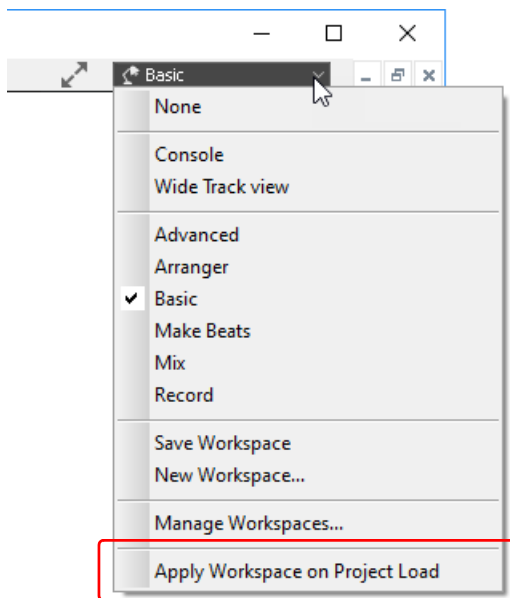 Basic
None
Console
Wide Track view
Advanced
Arranger
Basic
Make Beats
Mix
Record
Save Workspace
New Workspace...
Manage Workspaces...
Apply Workspace on Project Load